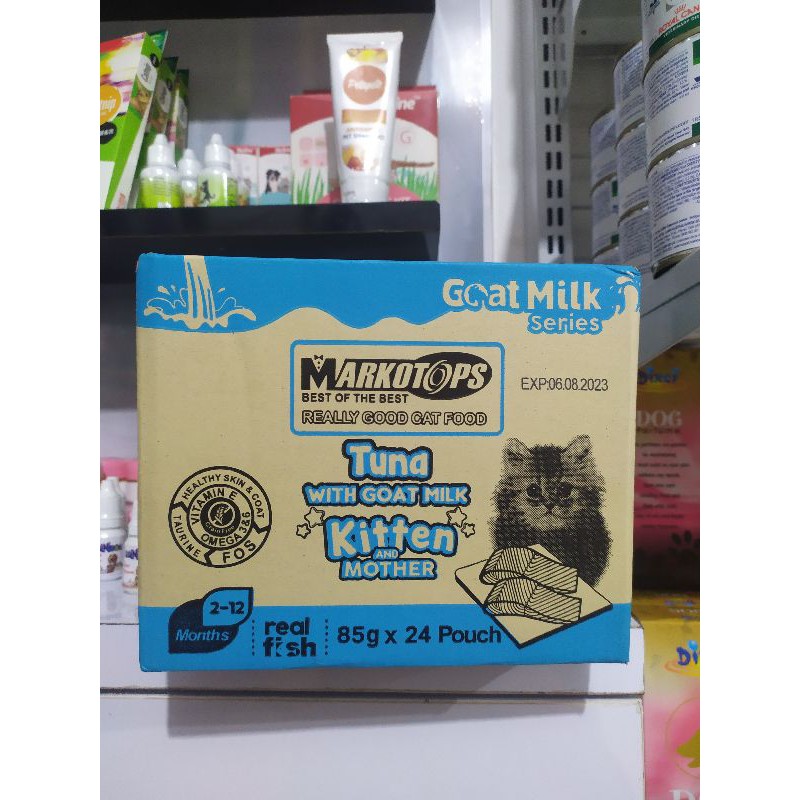 ROYAL CANIN
Goat Milk
Series
MARKOTOPS
BEST OF THE BEST
REALLY GOOD CAT FOOD
EXP:06.08.2023
Tuna
WITH GOAT MILK
Kitten
AND
MOTHER
HEALTHY SKIN & COAT
VITAMIN E
OMEGA 3&6
TAURINE
FOS
2-12
Months
real
fish
85g x 24 Pouch
DOG